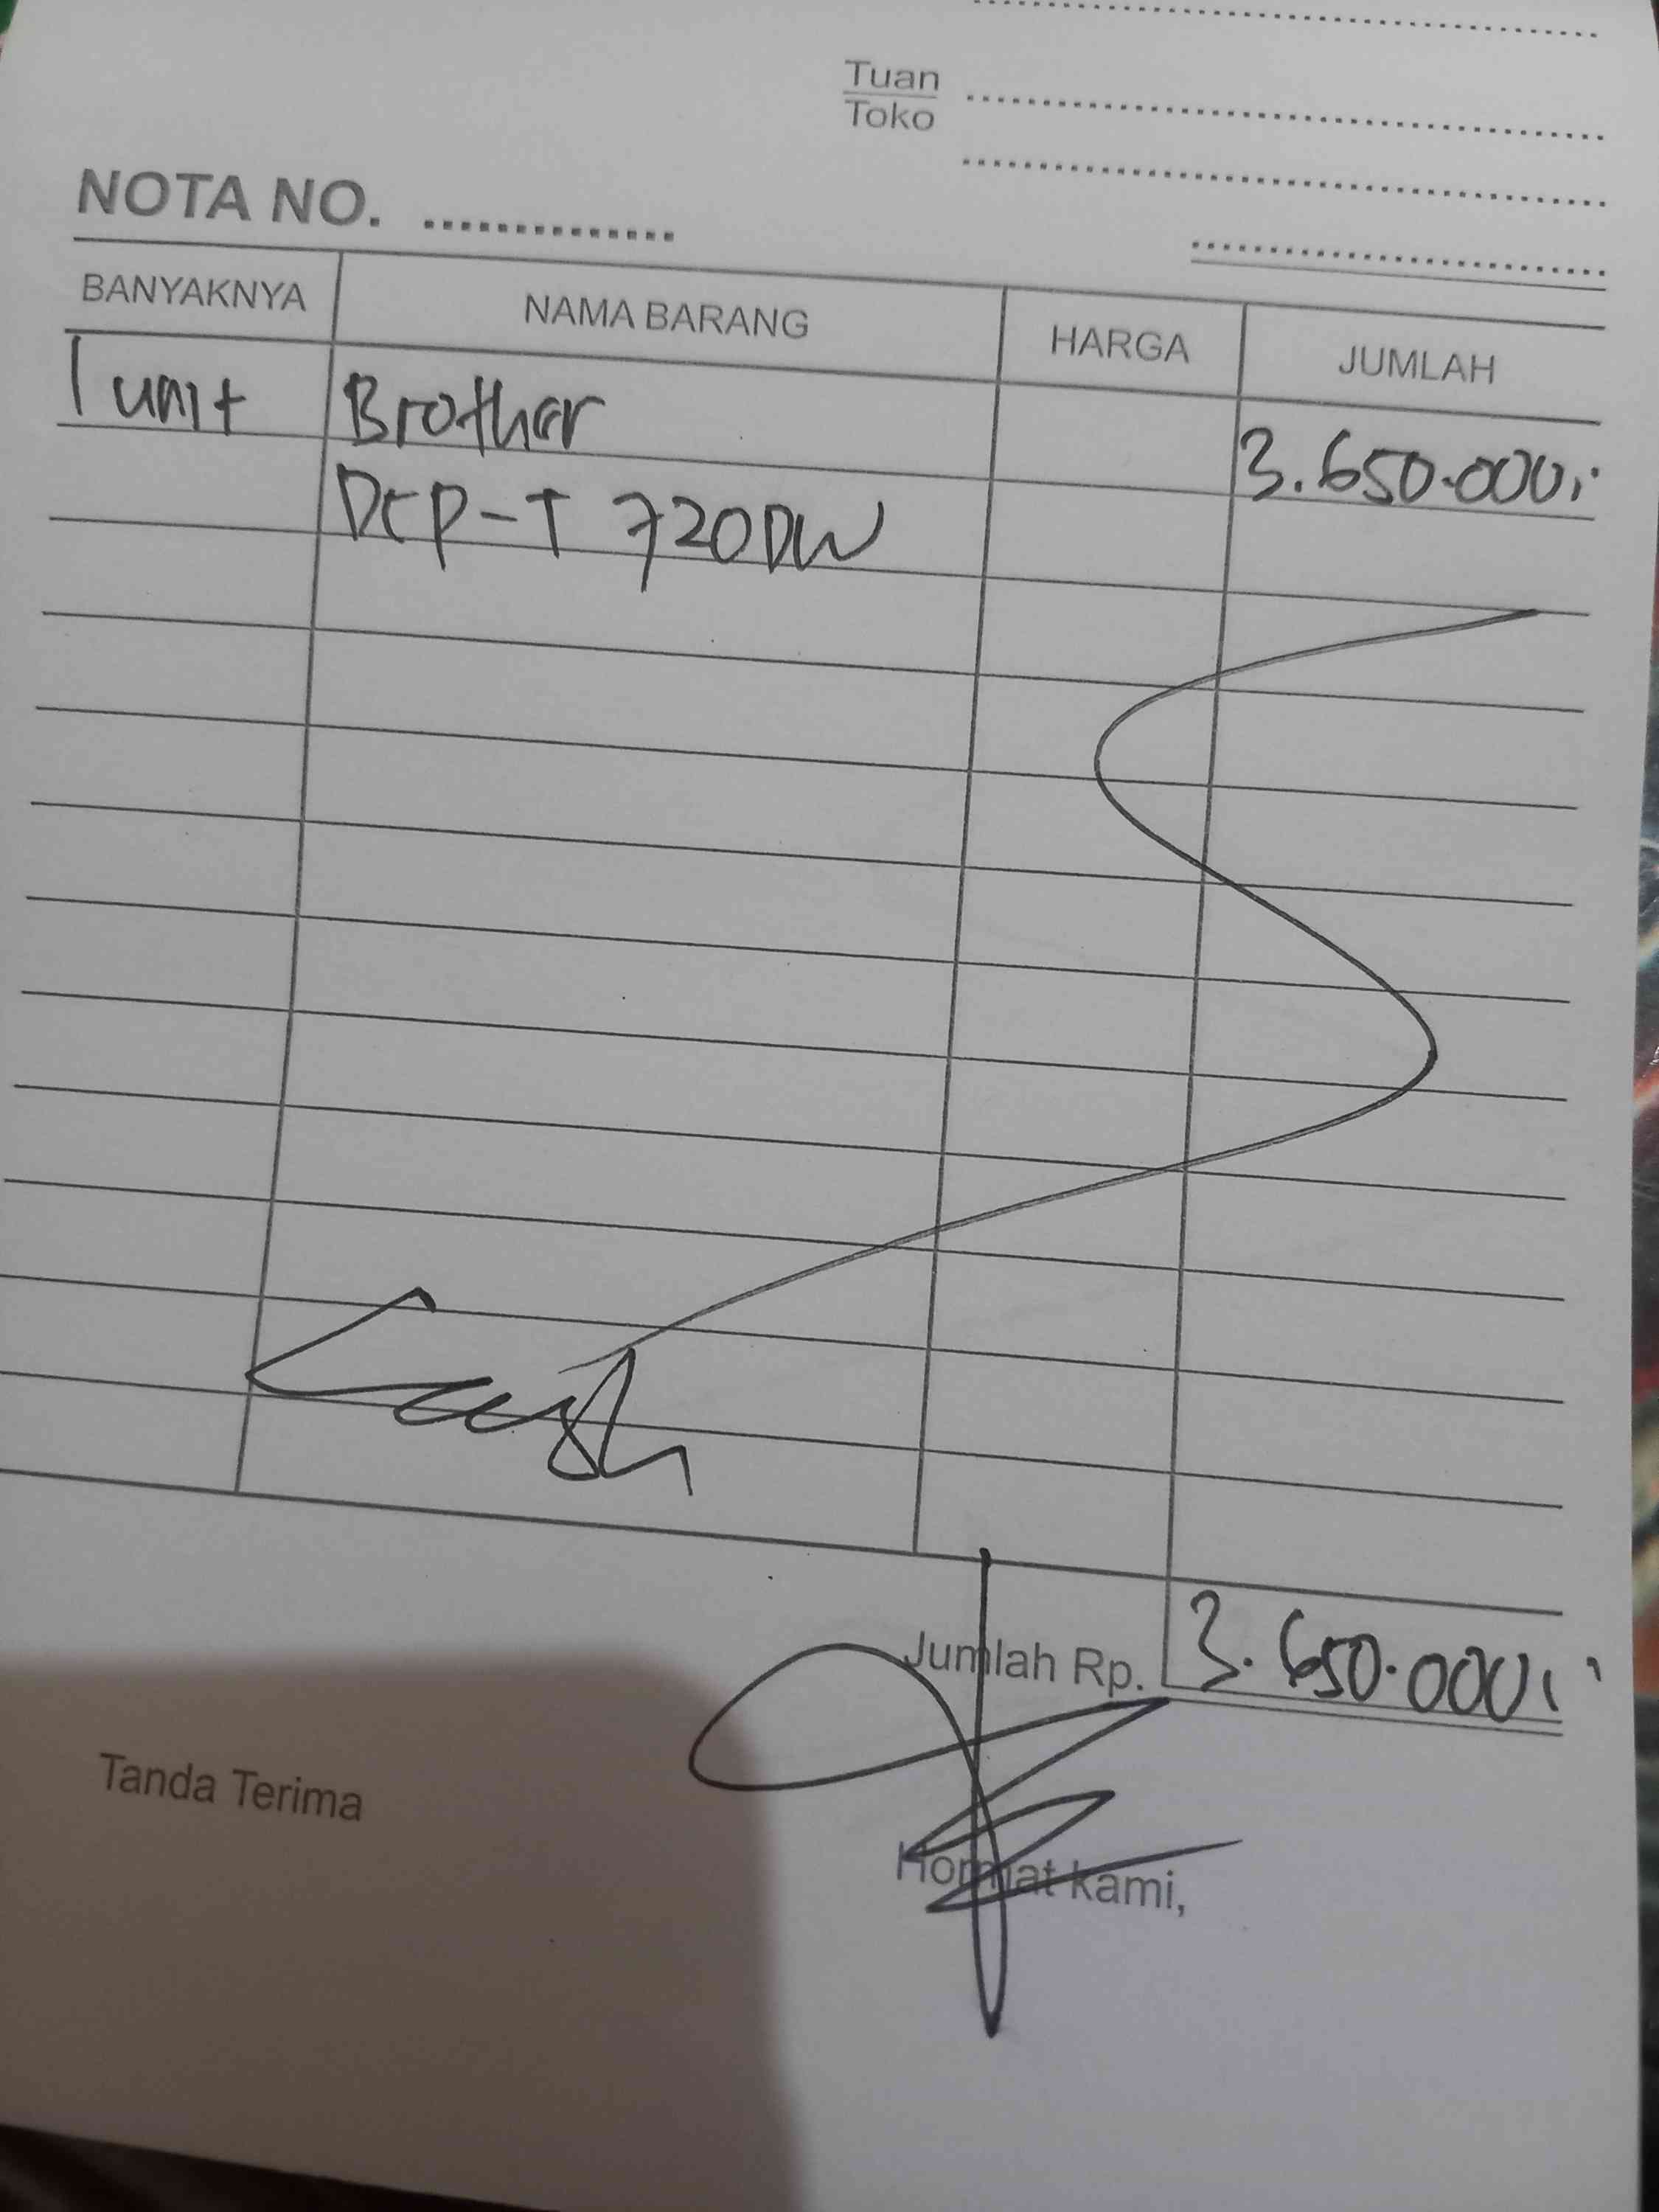 Tuan
Toko
NOTA NO.
BANYAKNYA NAMA BARANG HARGA JUMLAH
1 unit Brother 3.650.000,-
DCP-T 720DW
Cash
Jumlah Rp. 3.650.000,-
Tanda Terima
Hormat kami,